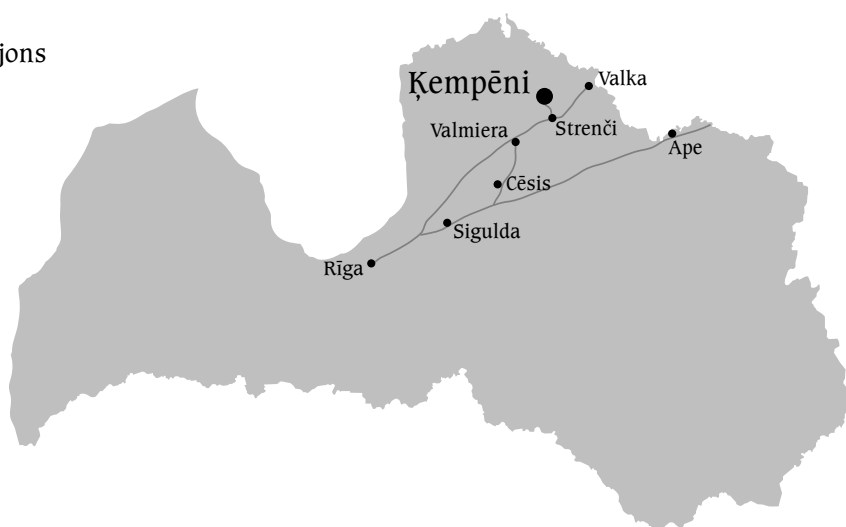 jons
Ķempēni
Valka
Valmiera
Strenči
Ape
Cēsis
Sigulda
Rīga